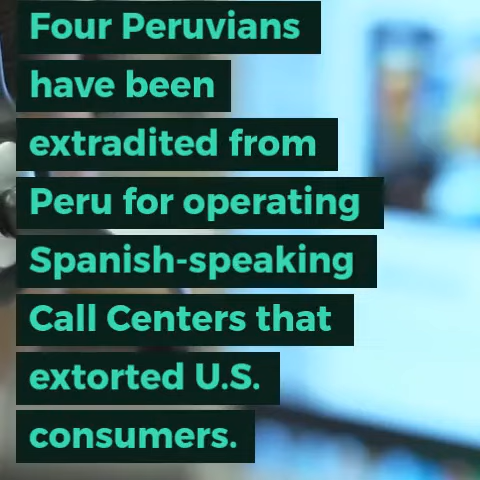 Four Peruvians
have been
extradited from
Peru for operating
Spanish-speaking
Call Centers that
extorted U.S.
consumers.